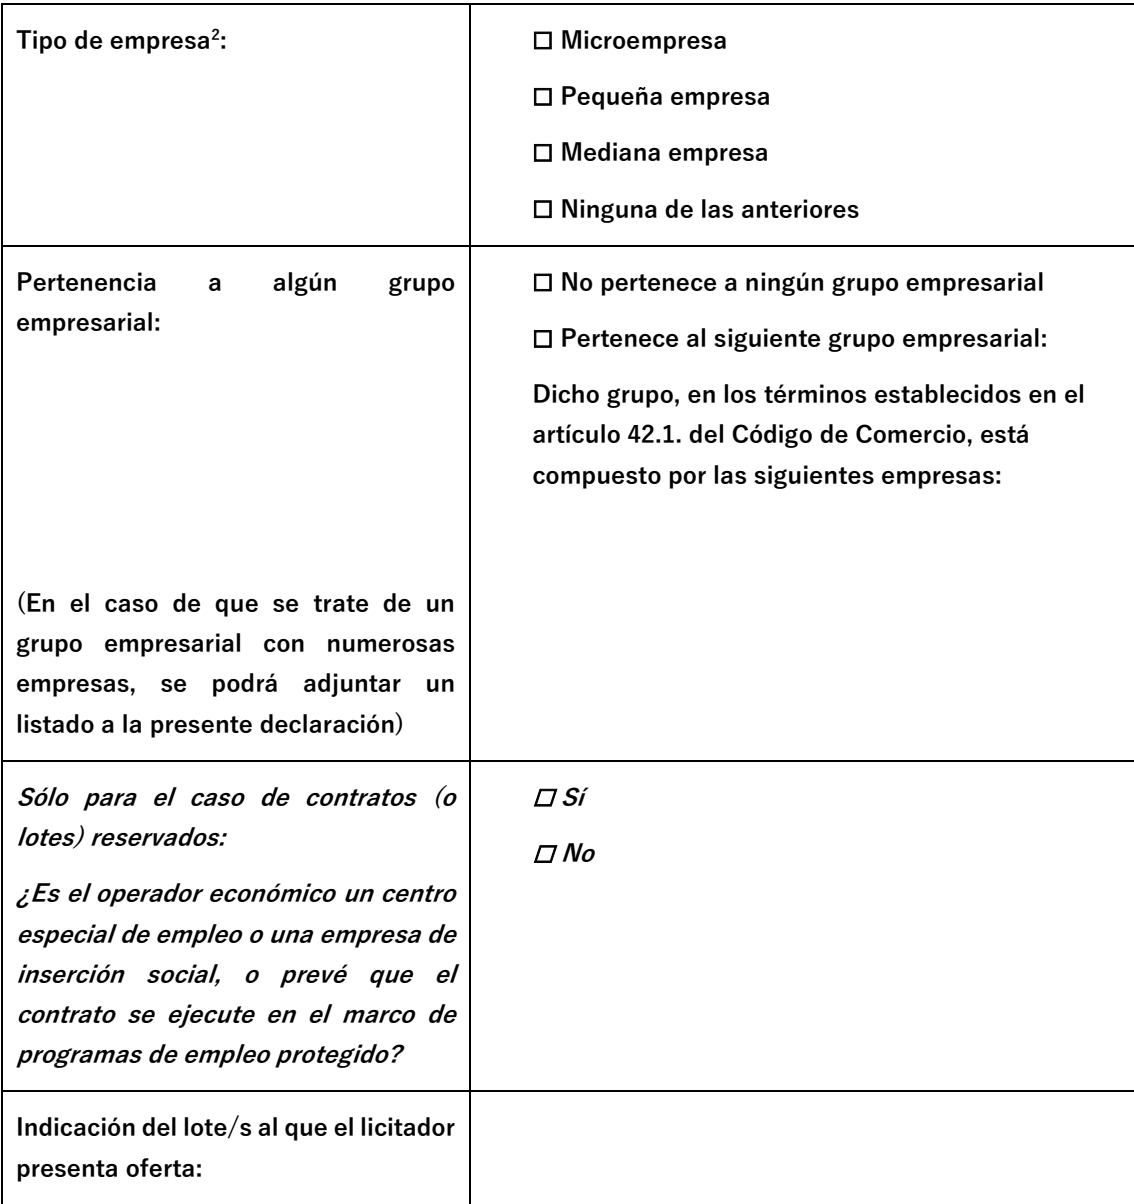 Tipo de empresa²:
☐ Microempresa
☐ Pequeña empresa
☐ Mediana empresa
☐ Ninguna de las anteriores
Pertenencia a algún grupo
empresarial:
(En el caso de que se trate de un
grupo empresarial con numerosas
empresas, se podrá adjuntar un
listado a la presente declaración)
☐ No pertenece a ningún grupo empresarial
☐ Pertenece al siguiente grupo empresarial:
Dicho grupo, en los términos establecidos en el
artículo 42.1. del Código de Comercio, está
compuesto por las siguientes empresas:
Sólo para el caso de contratos (o
lotes) reservados:
¿Es el operador económico un centro
especial de empleo o una empresa de
inserción social, o prevé que el
contrato se ejecute en el marco de
programas de empleo protegido?
☐ Sí
☐ No
Indicación del lote/s al que el licitador
presenta oferta: